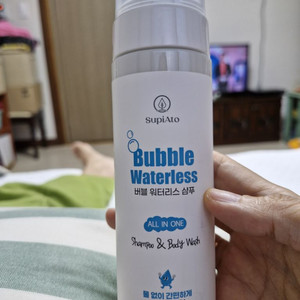 SupiAto
Bubble
Waterless
버블 워터리스 샴푸
ALL IN ONE
Shampoo & Body Wash
물 없이 간편하게